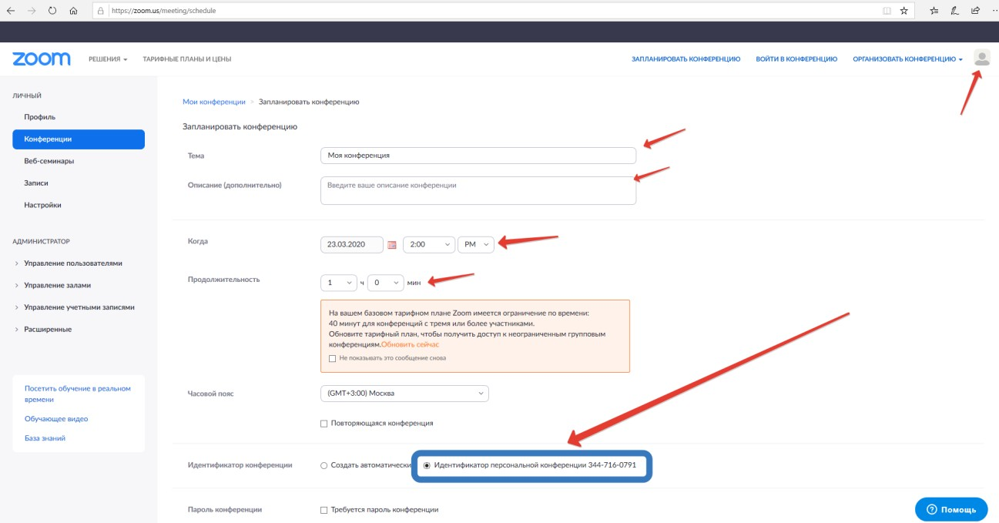 https://zoom.us/meeting/schedule
zoom
РЕШЕНИЯ
ТАРИФНЫЕ ПЛАНЫ И ЦЕНЫ
ЗАПЛАНИРОВАТЬ КОНФЕРЕНЦИЮ
ВОЙТИ В КОНФЕРЕНЦИЮ
ОРГАНИЗОВАТЬ КОНФЕРЕНЦИЮ
ЛИЧНЫЙ
Профиль
Конференции
Веб-семинары
Записи
Настройки
АДМИНИСТРАТОР
Управление пользователями
Управление залами
Управление учетными записями
Расширенные
Посетить обучение в реальном
времени
Обучающее видео
База знаний
Мои конференции > Запланировать конференцию
Запланировать конференцию
Тема
Моя конференция
Описание (дополнительно)
Введите ваше описание конференции
Когда
23.03.2020
2:00
PM
Продолжительность
1 ч 0 мин
На вашем базовом тарифном плане Zoom имеется ограничение по времени:
40 минут для конференций с тремя или более участниками.
Обновите тарифный план, чтобы получить доступ к неограниченным групповым
конференциям.Обновить сейчас
Не показывать это сообщение снова
Часовой пояс
(GMT+3:00) Москва
Повторяющаяся конференция
Идентификатор конференции
Создать автоматически
Идентификатор персональной конференции 344-716-0791
Пароль конференции
Требуется пароль конференции
Помощь